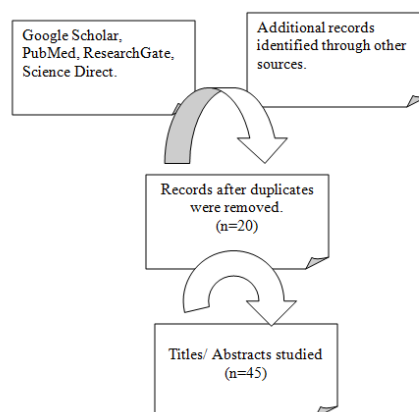 Google Scholar,
PubMed, ResearchGate,
Science Direct.
Additional records
identified through other
sources.
Records after duplicates
were removed.
(n=20)
Titles/ Abstracts studied
(n=45)